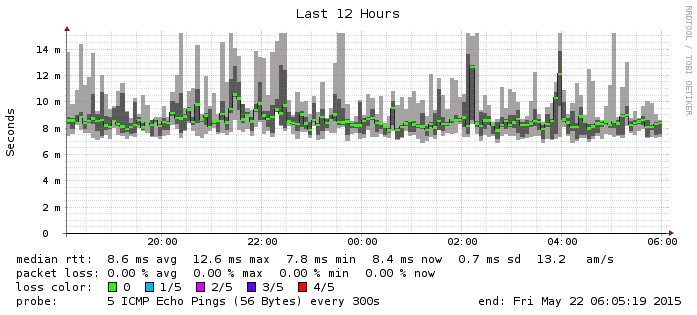 Last 12 Hours
RRDTOOL / TOBI OETIKER
Seconds
14 m
12 m
10 m
8 m
6 m
4 m
2 m
0
20:00 22:00 00:00 02:00 04:00 06:00
median rtt: 8.6 ms avg 12.6 ms max 7.8 ms min 8.4 ms now 0.7 ms sd 13.2 am/s
packet loss: 0.00 % avg 0.00 % max 0.00 % min 0.00 % now
loss color: 0 1/5 2/5 3/5 4/5
probe: 5 ICMP Echo Pings (56 Bytes) every 300s end: Fri May 22 06:05:19 2015